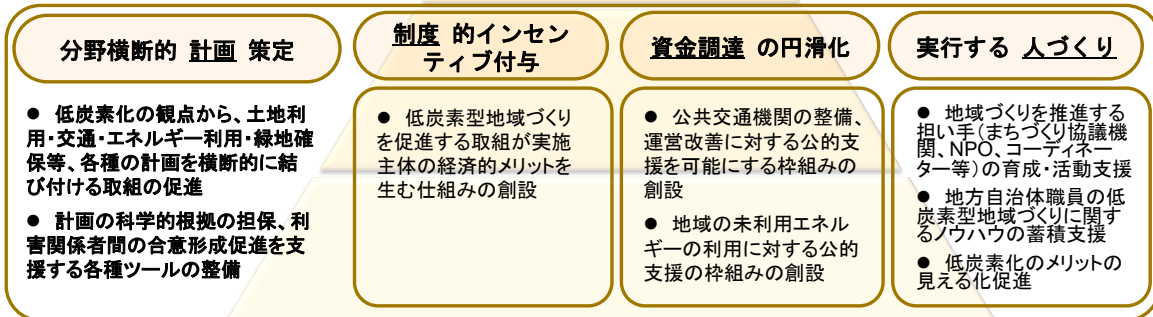 分野横断的 計画 策定
● 低炭素化の観点から、土地利
用・交通・エネルギー利用・緑地確
保等、各種の計画を横断的に結
び付ける取組の促進
● 計画の科学的根拠の担保、利
害関係者間の合意形成促進を支
援する各種ツールの整備
制度 的インセン
ティブ付与
● 低炭素型地域づくり
を促進する取組が実施
主体の経済的メリットを
生む仕組みの創設
資金調達 の円滑化
● 公共交通機関の整備、
運営改善に対する公的支
援を可能にする枠組みの
創設
● 地域の未利用エネル
ギーの利用に対する公的
支援の枠組みの創設
実行する 人づくり
● 地域づくりを推進する
担い手(まちづくり協議機
関、NPO、コーディネー
ター等)の育成・活動支援
● 地方自治体職員の低
炭素型地域づくりに関す
るノウハウの蓄積支援
● 低炭素化のメリットの
見える化促進